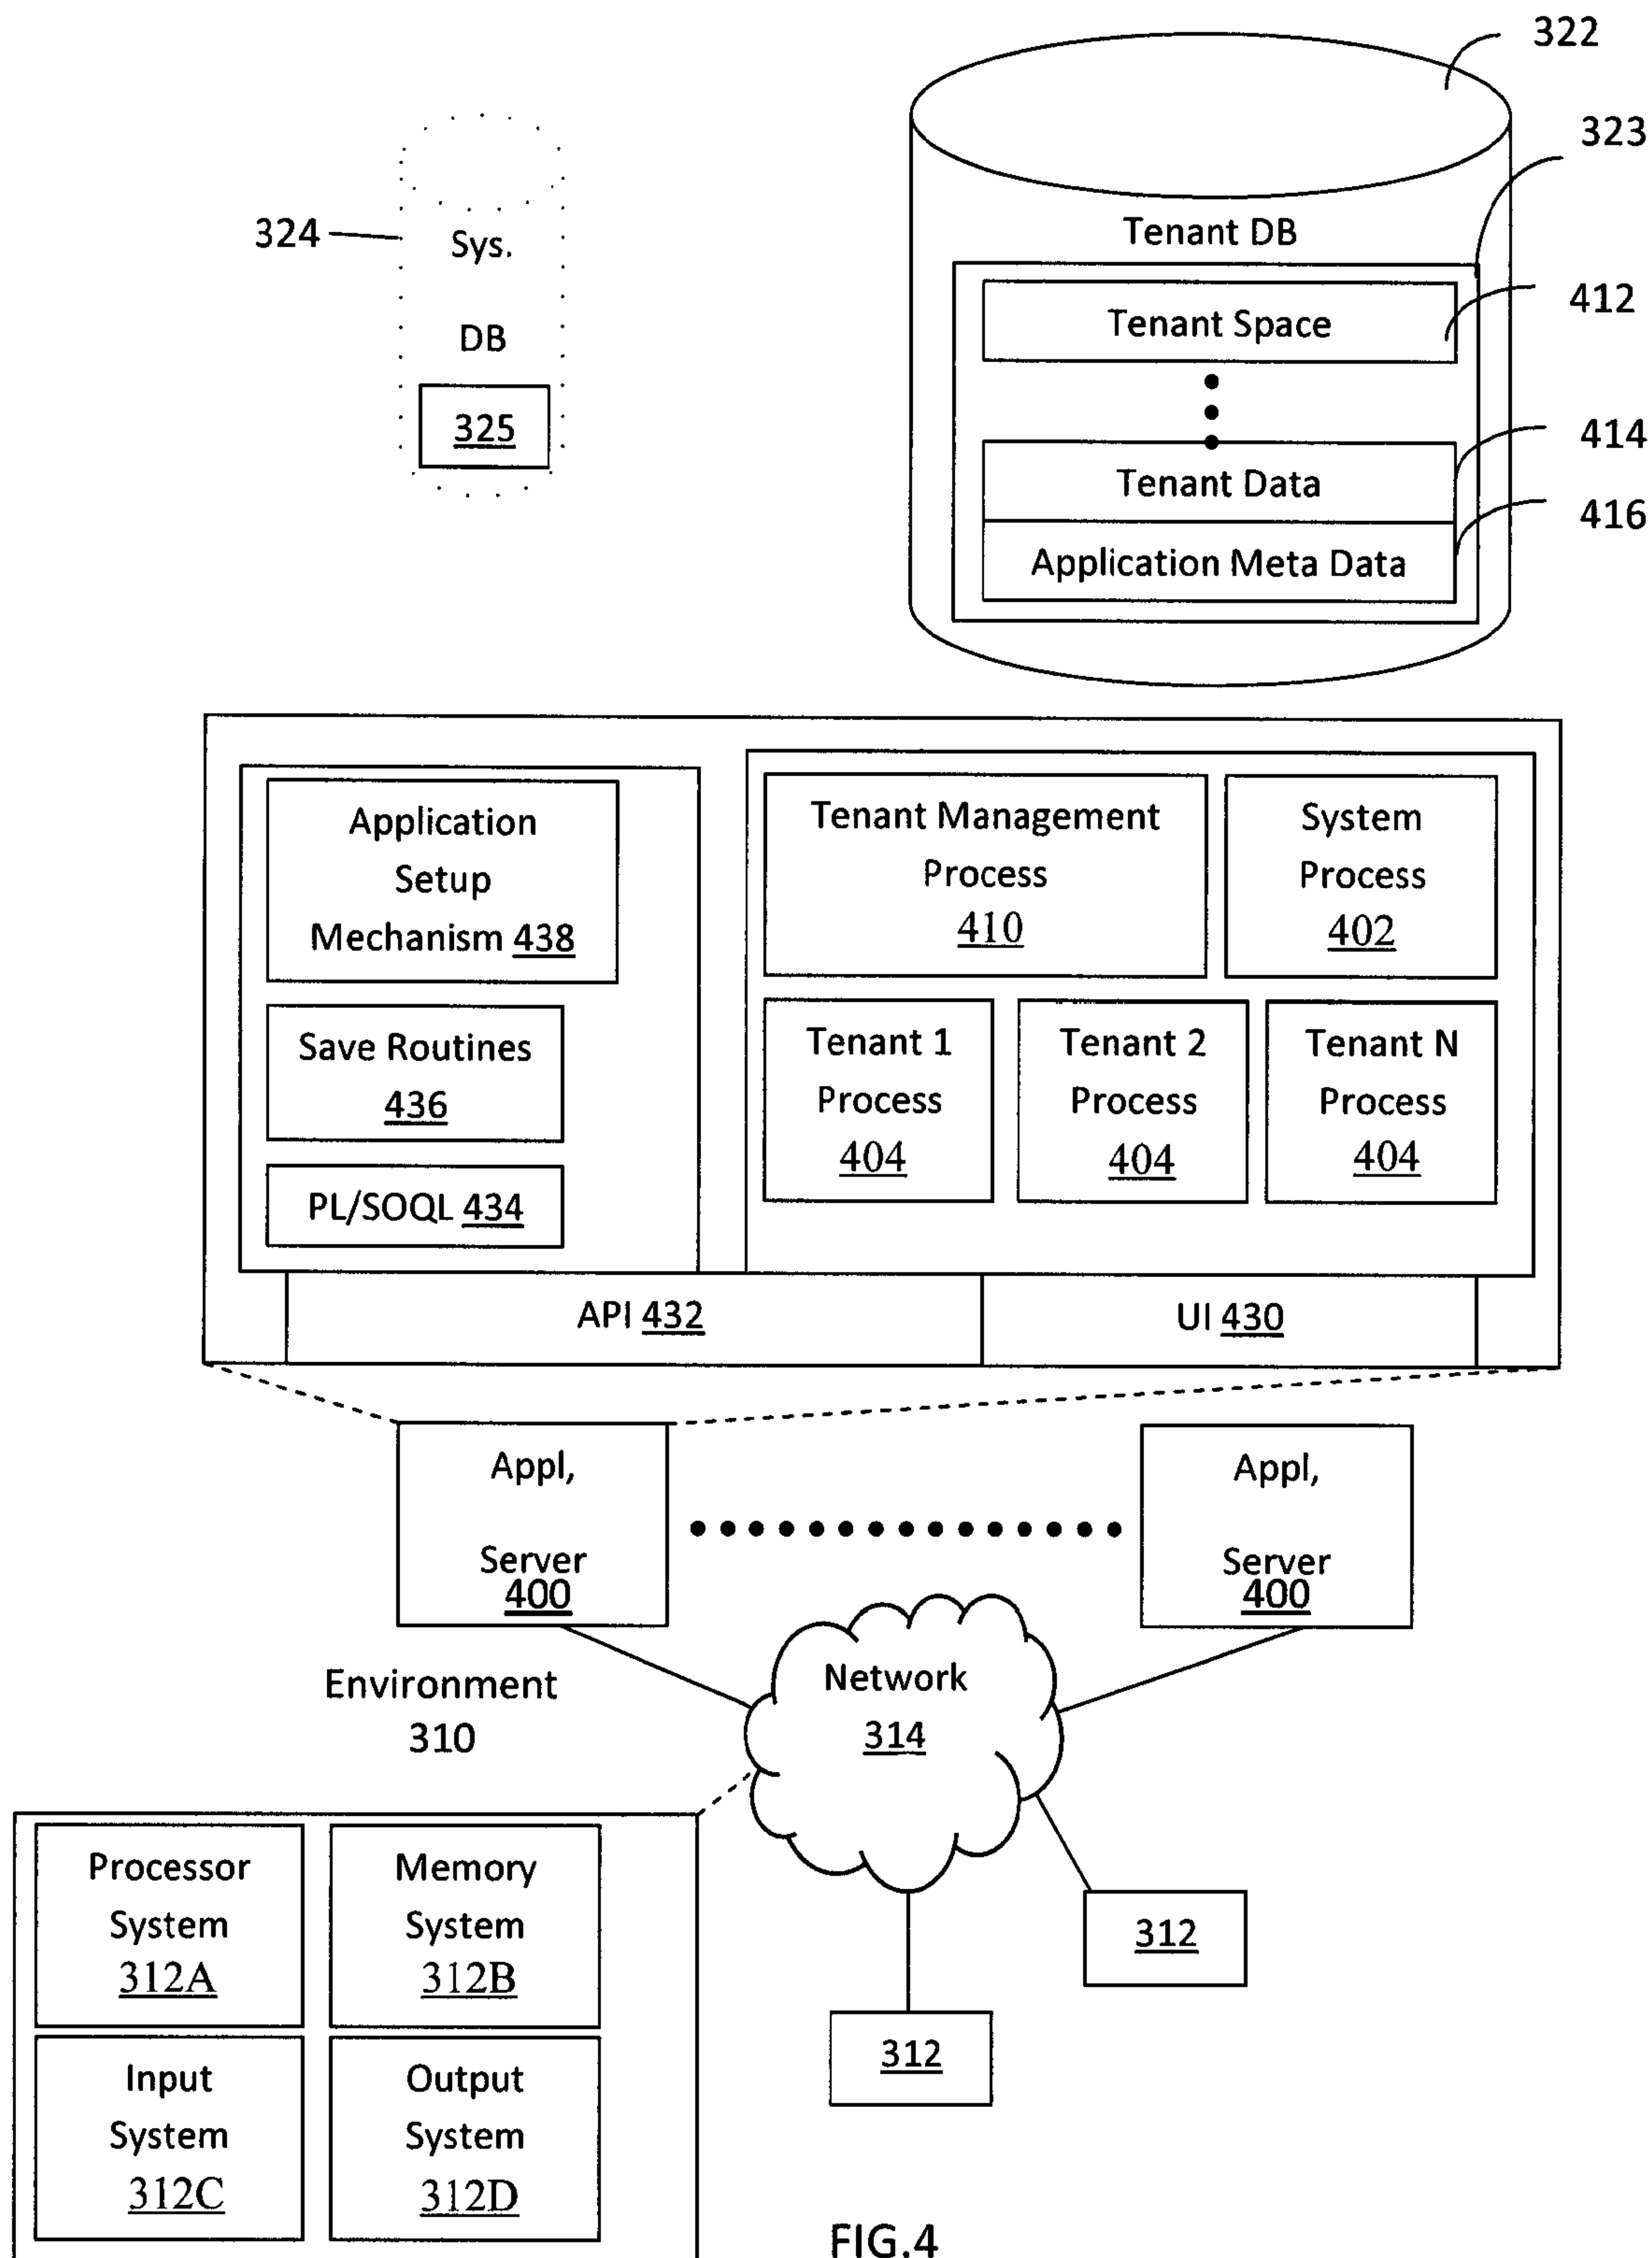 322
323
324
Sys.
DB
325
Tenant DB
Tenant Space
412
414
Tenant Data
416
Application Meta Data
Application
Setup
Mechanism 438
Save Routines
436
PL/SOQL 434
Tenant Management
Process
410
System
Process
402
Tenant 1
Process
404
Tenant 2
Process
404
Tenant N
Process
404
API 432
UI 430
Appl,
Server
400
Appl,
Server
400
Environment
310
Network
314
Processor
System
312A
Memory
System
312B
Input
System
312C
Output
System
312D
312
312
FIG.4